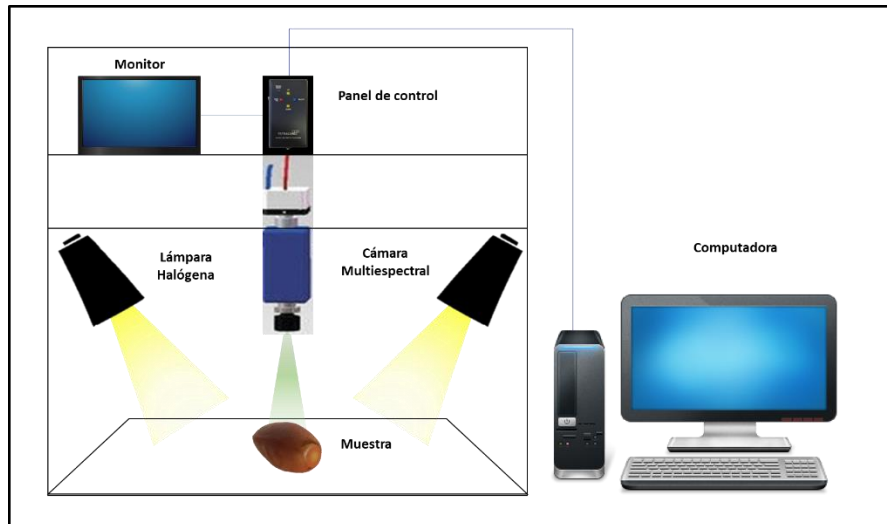 Monitor
Panel de control
Lámpara
Halógena
Cámara
Multiespectral
Computadora
Muestra